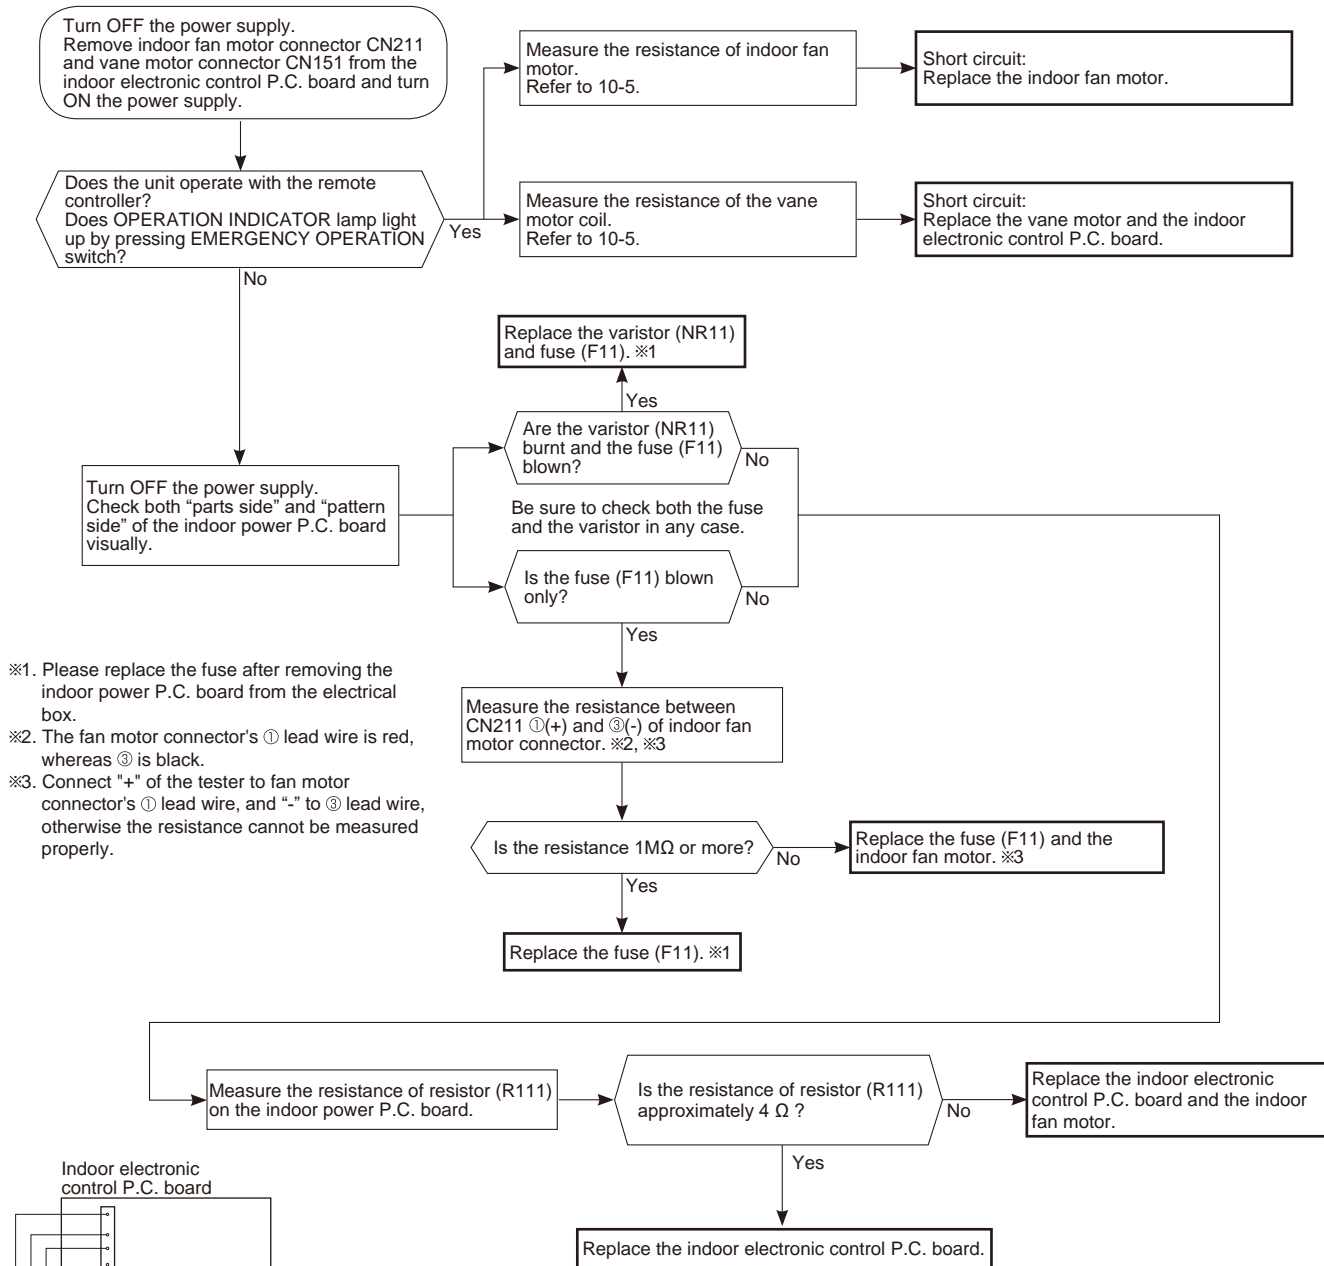 Turn OFF the power supply.
Remove indoor fan motor connector CN211
and vane motor connector CN151 from the
indoor electronic control P.C. board and turn
ON the power supply.
Measure the resistance of indoor fan
motor.
Refer to 10-5.
Short circuit:
Replace the indoor fan motor.
Does the unit operate with the remote
controller?
Does OPERATION INDICATOR lamp light
up by pressing EMERGENCY OPERATION
switch?
Yes
Measure the resistance of the vane
motor coil.
Refer to 10-5.
Short circuit:
Replace the vane motor and the indoor
electronic control P.C. board.
No
Replace the varistor (NR11)
and fuse (F11). ※1
Yes
Are the varistor (NR11)
burnt and the fuse (F11)
blown?
No
Turn OFF the power supply.
Check both “parts side” and “pattern
side” of the indoor power P.C. board
visually.
Be sure to check both the fuse
and the varistor in any case.
Is the fuse (F11) blown
only?
No
Yes
※1. Please replace the fuse after removing the
indoor power P.C. board from the electrical
box.
※2. The fan motor connector's ① lead wire is red,
whereas ③ is black.
※3. Connect "+" of the tester to fan motor
connector's ① lead wire, and “-” to ③ lead wire,
otherwise the resistance cannot be measured
properly.
Measure the resistance between
CN211 ①(+) and ③(-) of indoor fan
motor connector. ※2, ※3
Is the resistance 1MΩ or more?
No
Replace the fuse (F11) and the
indoor fan motor. ※3
Yes
Replace the fuse (F11). ※1
Measure the resistance of resistor (R111)
on the indoor power P.C. board.
Is the resistance of resistor (R111)
approximately 4 Ω ?
No
Replace the indoor electronic
control P.C. board and the indoor
fan motor.
Yes
Replace the indoor electronic control P.C. board.
Indoor electronic
control P.C. board